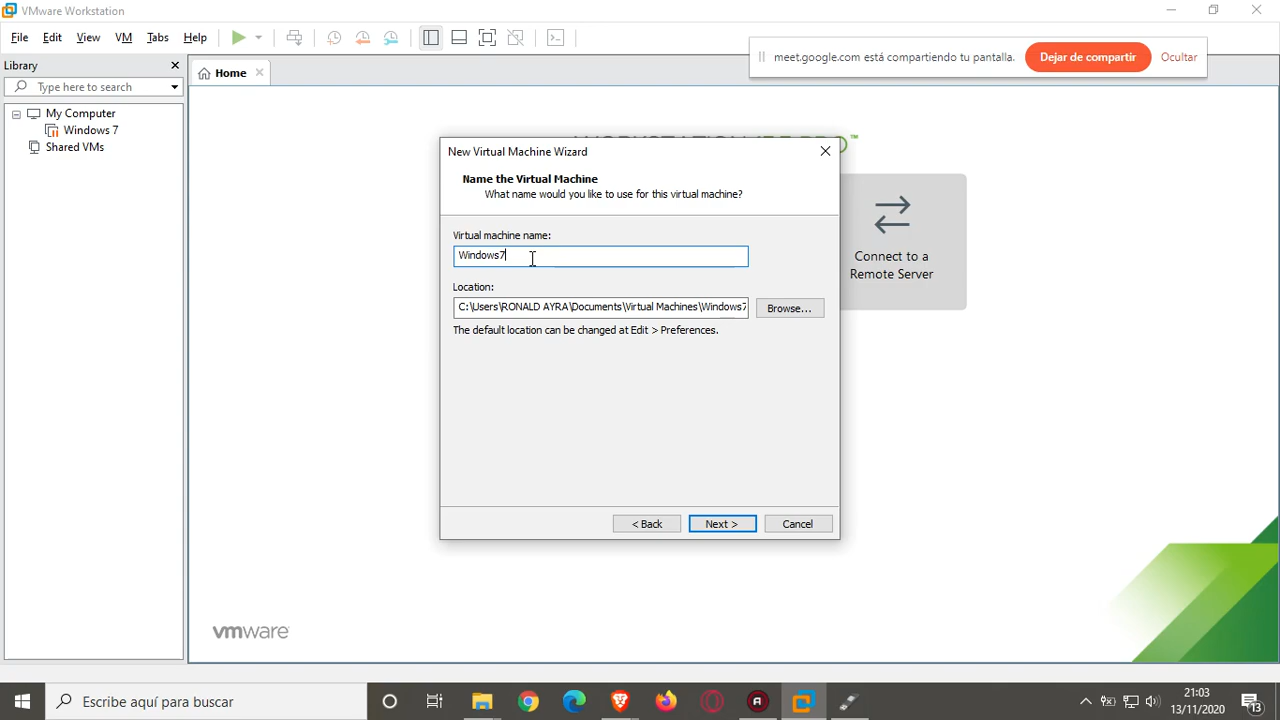 VMware Workstation
File Edit View VM Tabs Help
meet.google.com está compartiendo tu pantalla. Dejar de compartir Ocultar
Library
Home
Type here to search
My Computer
Windows 7
Shared VMs
New Virtual Machine Wizard
Name the Virtual Machine
What name would you like to use for this virtual machine?
Virtual machine name:
Windows7
Location:
C:\Users\RONALD AYRA\Documents\Virtual Machines\Windows7
Browse...
The default location can be changed at Edit > Preferences.
Connect to a
Remote Server
< Back Next > Cancel
vmware
Escribe aquí para buscar
21:03
13/11/2020
13